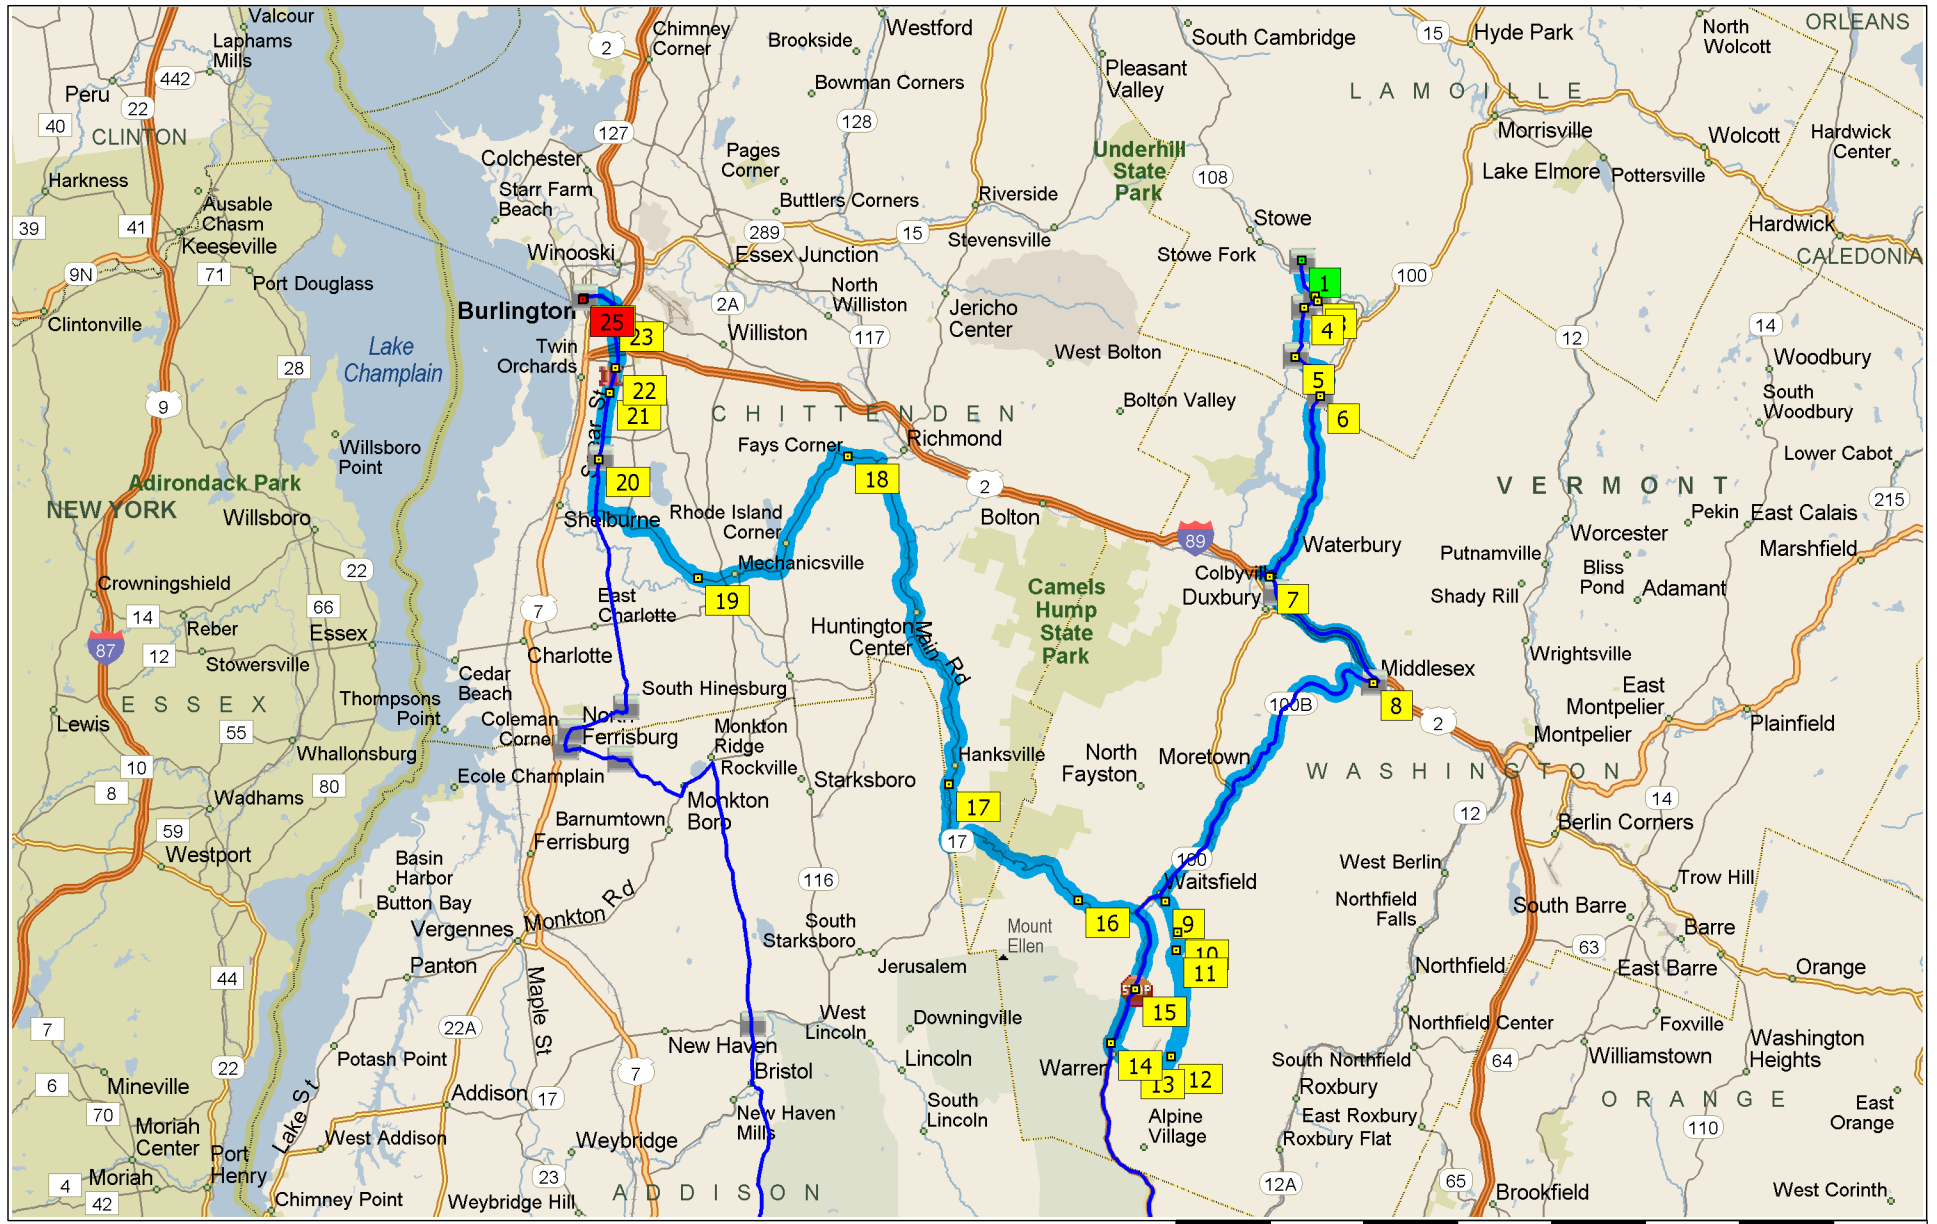 Valcour
Laphams
Mills
442
Peru
22
40
CLINTON
Harkness
39
41
Ausable
Chasm
Keeseville
9N
71
Port Douglass
Clintonville
28
9
Lake
Champlain
Willsboro
Point
Adirondack Park
NEW YORK
Willsboro
22
Crowningshield
14
66
Reber
Essex
87
12
Stowersville
ESSEX
Lewis
55
Whallonsburg
10
8
80
Wadhams
59
Westport
44
7
22
Potash Point
6
Mineville
70
Moriah
Center
Port
Henry
4
Moriah
42
Lake St
Chimney Point
West Addison
Addison
17
Weybridge
23
Weybridge Hill
ADDISON
2
Chimney
Corner
Brookside
Westford
Bowman Corners
127
128
Colchester
Pages
Corner
Starr Farm
Beach
Buttlers Corners
Riverside
Winooski
289
15
Stevensville
Essex Junction
North
Williston
2A
Burlington
25
23
Williston
117
Jericho
Center
Twin
Orchards
22
21
West Bolton
CHITTENDEN
Bolton Valley
Fays Corner
Richmond
18
20
2
Bolton
Shelburne
Rhode Island
Corner
Mechanicsville
19
East
Charlotte
7
Charlotte
Huntington
Center
Main Rd
Camels
Hump
State
Park
Cedar
Beach
Thompsons
Point
South Hinesburg
Coleman
Corner
North
Ferrisburg
Monkton
Ridge
Rockville
Hanksville
North
Fayston
Ecole Champlain
Starksboro
Monkton
Boro
17
Barnumtown
Ferrisburg
17
Basin
Harbor
Button Bay
116
Monkton Rd
Vergennes
South
Starksboro
Mount
Ellen
Panton
Jerusalem
Maple St
22A
West
Lincoln
Downingville
New Haven
Lincoln
7
Bristol
New Haven
Mills
South
Lincoln
South Cambridge
Pleasant
Valley
15
Hyde Park
North
Wolcott
ORLEANS
LAMOILLE
Morrisville
Wolcott
Hardwick
Center
Underhill
State
Park
108
Lake Elmore
Pottersville
Stowe
Hardwick
Stowe Fork
CALEDONIA
1
100
4
12
14
Woodbury
5
6
South
Woodbury
Lower Cabot
VERMONT
215
Pekin
East Calais
89
Waterbury
Worcester
Marshfield
Putnamville
Colbyville
Bliss
Pond
Adamant
Duxbury
7
Shady Rill
Wrightsville
Middlesex
East
Montpelier
100B
8
2
Plainfield
Montpelier
Moretown
WASHINGTON
14
12
Berlin Corners
100
West Berlin
Waitsfield
Trow Hill
Northfield
Falls
South Barre
16
9
Barre
10
63
11
Northfield
East Barre
Orange
15
Northfield Center
Foxville
Washington
Heights
Warren
14
13
12
South Northfield
64
Williamstown
Roxbury
ORANGE
Alpine
Village
East Roxbury
Roxbury Flat
110
East
Orange
12A
65
Brookfield
West Corinth